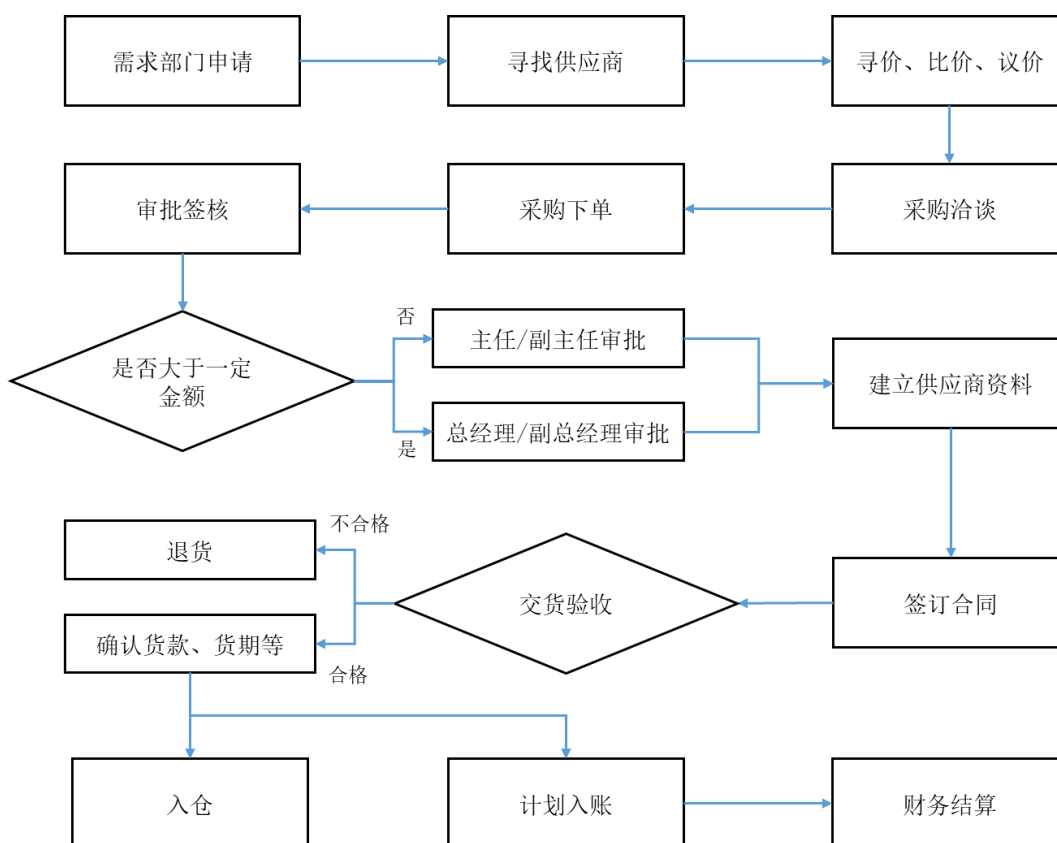 需求部门申请
寻找供应商
寻价、比价、议价
审批签核
采购下单
采购洽谈
是否大于一定
金额
否
主任/副主任审批
是
总经理/副总经理审批
建立供应商资料
不合格
退货
交货验收
签订合同
确认货款、货期等
合格
入仓
计划入账
财务结算